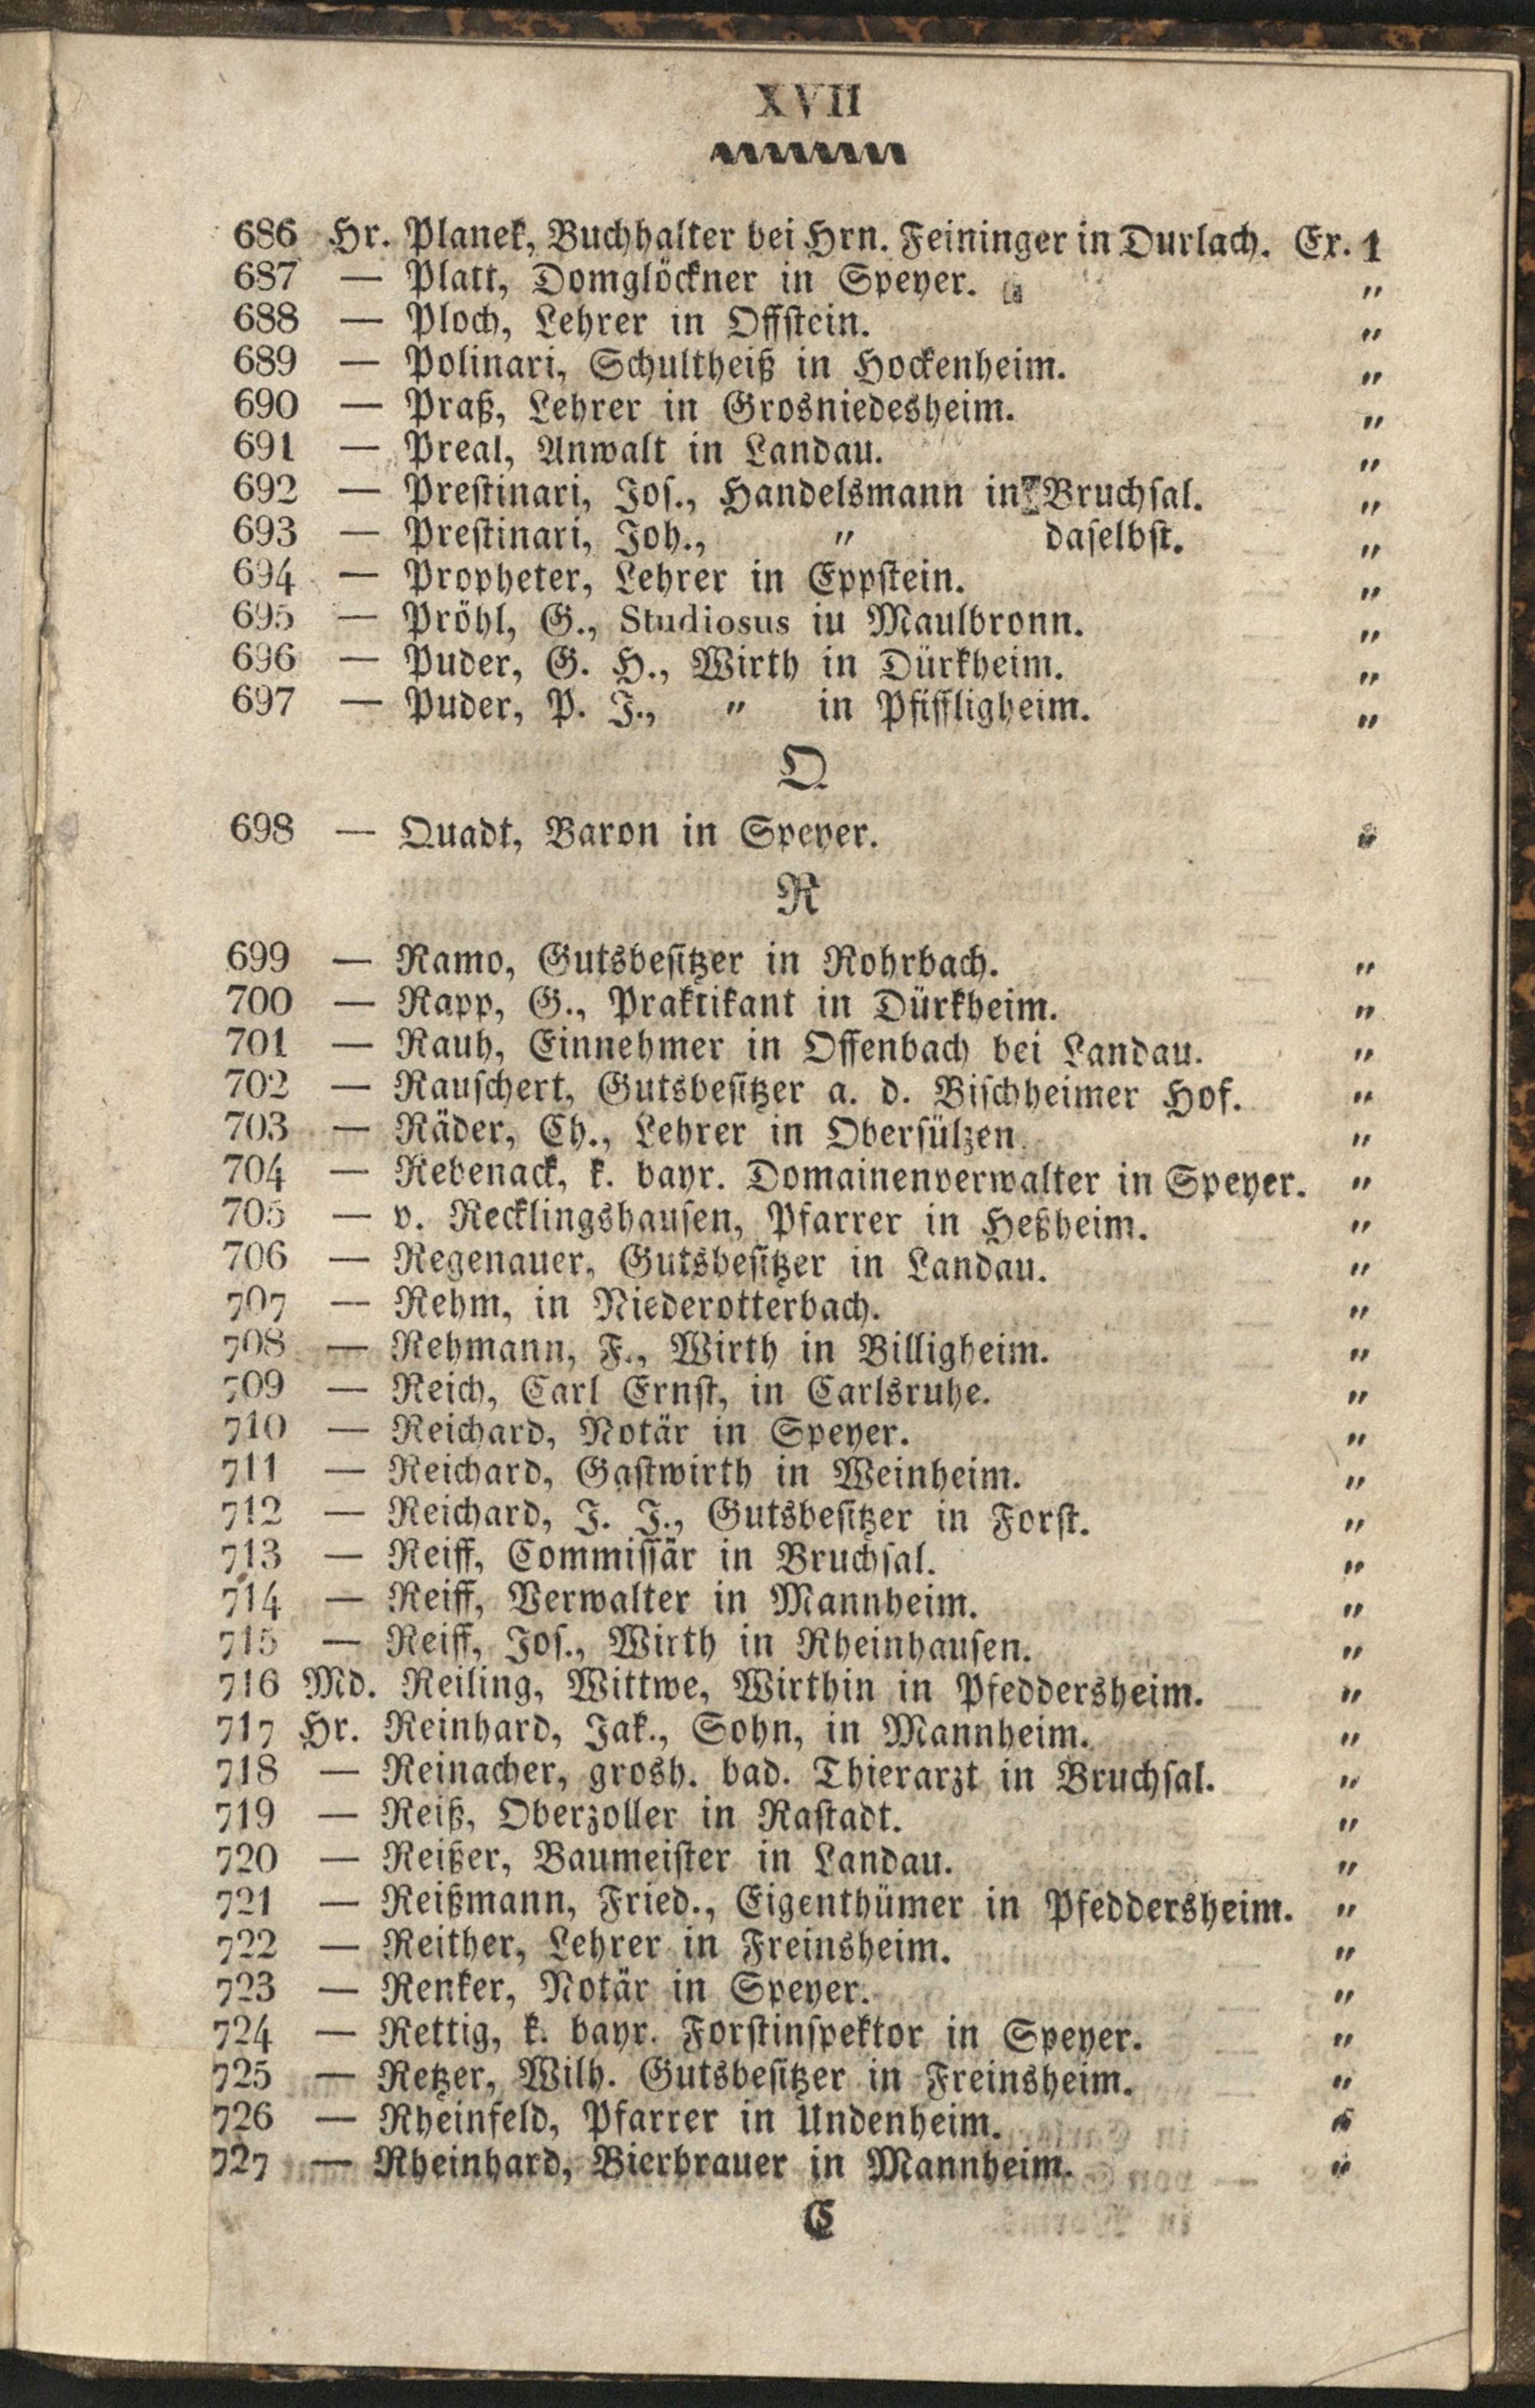 XVII
686 Hr. Planek, Buchhalter bei Hrn. Feininger in Durlach. Ex. 1
687 — Platt, Domglöckner in Speyer. "
688 — Ploch, Lehrer in Offstein. "
689 — Polinari, Schultheiß in Hockenheim. "
690 — Praß, Lehrer in Grosniedesheim. "
691 — Preal, Anwalt in Landau. "
692 — Prestinari, Jos., Handelsmann in Bruchsal. "
693 — Prestinari, Joh., " daselbst. "
694 — Propheter, Lehrer in Eppstein. "
695 — Pröhl, G., Studiosus iu Maulbronn. "
696 — Puder, G. H., Wirth in Dürkheim. "
697 — Puder, P. J., " in Pfiffligheim. "
Q
698 — Quadt, Baron in Speyer. "
R
699 — Ramo, Gutsbesitzer in Rohrbach. "
700 — Rapp, G., Praktikant in Dürkheim. "
701 — Rauh, Einnehmer in Offenbach bei Landau. "
702 — Rauschert, Gutsbesitzer a. d. Bischheimer Hof. "
703 — Räder, Ch., Lehrer in Obersülzen. "
704 — Rebenack, k. bayr. Domainenverwalter in Speyer. "
705 — v. Recklingshausen, Pfarrer in Heßheim. "
706 — Regenauer, Gutsbesitzer in Landau. "
707 — Rehm, in Niederotterbach. "
708 — Rehmann, F., Wirth in Billigheim. "
709 — Reich, Carl Ernst, in Carlsruhe. "
710 — Reichard, Notär in Speyer. "
711 — Reichard, Gastwirth in Weinheim. "
712 — Reichard, J. J., Gutsbesitzer in Forst. "
713 — Reiff, Commissär in Bruchsal. "
714 — Reiff, Verwalter in Mannheim. "
715 — Reiff, Jos., Wirth in Rheinhausen. "
716 Md. Reiling, Wittwe, Wirthin in Pfeddersheim. "
717 Hr. Reinhard, Jak., Sohn, in Mannheim. "
718 — Reinacher, grosh. bad. Thierarzt in Bruchsal. "
719 — Reiß, Oberzoller in Rastadt. "
720 — Reißer, Baumeister in Landau. "
721 — Reißmann, Fried., Eigenthümer in Pfeddersheim. "
722 — Reither, Lehrer in Freinsheim. "
723 — Renker, Notär in Speyer. "
724 — Rettig, k. bayr. Forstinspektor in Speyer. "
725 — Retzer, Wilh. Gutsbesitzer in Freinsheim. "
726 — Rheinfeld, Pfarrer in Undenheim. "
727 — Rheinhard, Bierbrauer in Mannheim. "
C